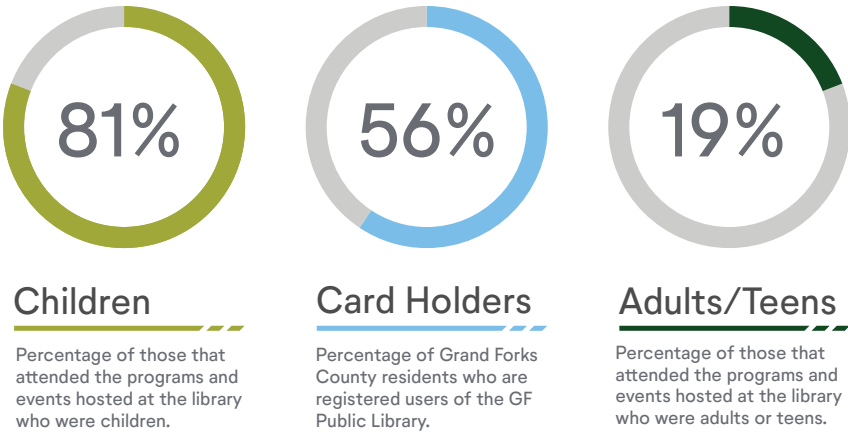 81%
56%
19%
Children
Percentage of those that
attended the programs and
events hosted at the library
who were children.
Card Holders
Percentage of Grand Forks
County residents who are
registered users of the GF
Public Library.
Adults/Teens
Percentage of those that
attended the programs and
events hosted at the library
who were adults or teens.